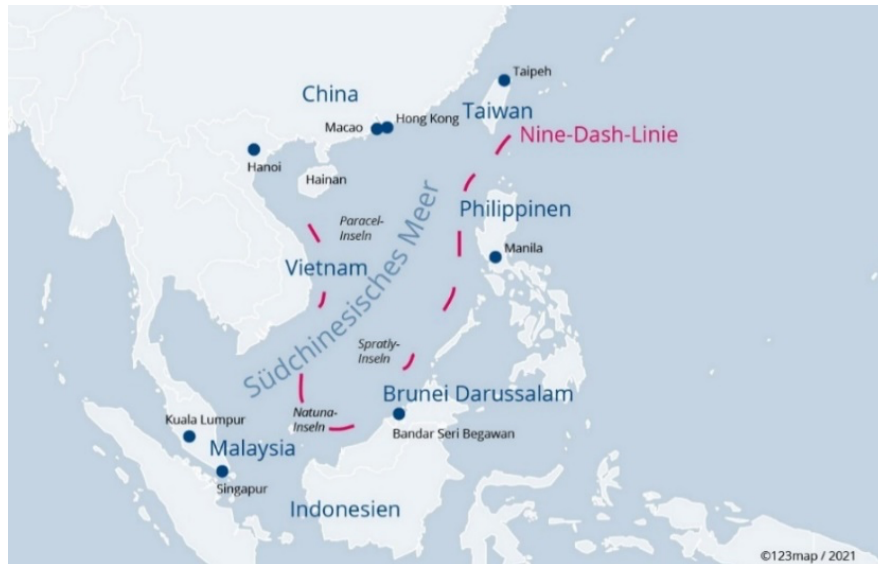 Taipeh
China
Taiwan
Hong Kong
Macao
Nine-Dash-Linie
Hanoi
Hainan
Philippinen
Paracel-
Inseln
Manila
Vietnam
Südchinesisches Meer
Spratly-
Inseln
Brunei Darussalam
Natuna-
Inseln
Kuala Lumpur
Bandar Seri Begawan
Malaysia
Singapur
Indonesien
©123map / 2021